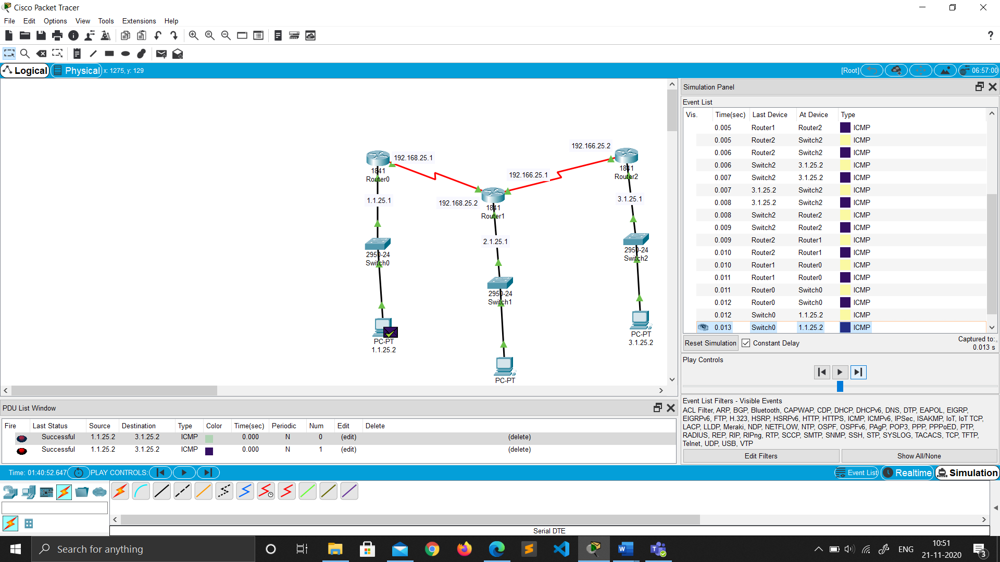 Cisco Packet Tracer
File Edit Options View Tools Extensions Help
?
Logical Physical x: 1275, y: 129 [Root] 06:57:00
192.168.25.1
1841
Router0
1.1.25.1
2950-24
Switch0
PC-PT
1.1.25.2
192.168.25.2
192.166.25.1
1841
Router1
2.1.25.1
2950-24
Switch1
PC-PT
192.166.25.2
1841
Router2
3.1.25.1
2950-24
Switch2
PC-PT
3.1.25.2
Simulation Panel
Event List
Vis. Time(sec) Last Device At Device Type
0.005 Router1 Router2 ICMP
0.005 Router2 Switch2 ICMP
0.006 Router2 Switch2 ICMP
0.006 Switch2 3.1.25.2 ICMP
0.007 Switch2 3.1.25.2 ICMP
0.007 3.1.25.2 Switch2 ICMP
0.008 3.1.25.2 Switch2 ICMP
0.008 Switch2 Router2 ICMP
0.009 Switch2 Router2 ICMP
0.009 Router2 Router1 ICMP
0.010 Router2 Router1 ICMP
0.010 Router1 Router0 ICMP
0.011 Router1 Router0 ICMP
0.011 Router0 Switch0 ICMP
0.012 Router0 Switch0 ICMP
0.012 Switch0 1.1.25.2 ICMP
0.013 Switch0 1.1.25.2 ICMP
Reset Simulation Constant Delay Captured to:
0.013 s
Play Controls
Event List Filters - Visible Events
ACL Filter, ARP, BGP, Bluetooth, CAPWAP, CDP, DHCP, DHCPv6, DNS, DTP, EAPOL, EIGRP,
EIGRPv6, FTP, H.323, HSRP, HSRPv6, HTTP, HTTPS, ICMP, ICMPv6, IPSec, ISAKMP, IoT, IoT TCP,
LACP, LLDP, Meraki, NDP, NETFLOW, NTP, OSPF, OSPFv6, PAgP, POP3, PPP, PPPoED, PTP,
RADIUS, REP, RIP, RIPng, RTP, SCCP, SMTP, SNMP, SSH, STP, SYSLOG, TACACS, TCP, TFTP,
Telnet, UDP, USB, VTP
Edit Filters Show All/None
PDU List Window
Fire Last Status Source Destination Type Color Time(sec) Periodic Num Edit Delete
Successful 1.1.25.2 3.1.25.2 ICMP 0.000 N 0 (edit) (delete)
Successful 1.1.25.2 3.1.25.2 ICMP 0.000 N 1 (edit) (delete)
Time: 01:40:52.647 PLAY CONTROLS: Event List Realtime Simulation
Serial DTE
Search for anything
ENG
10:51
21-11-2020
3